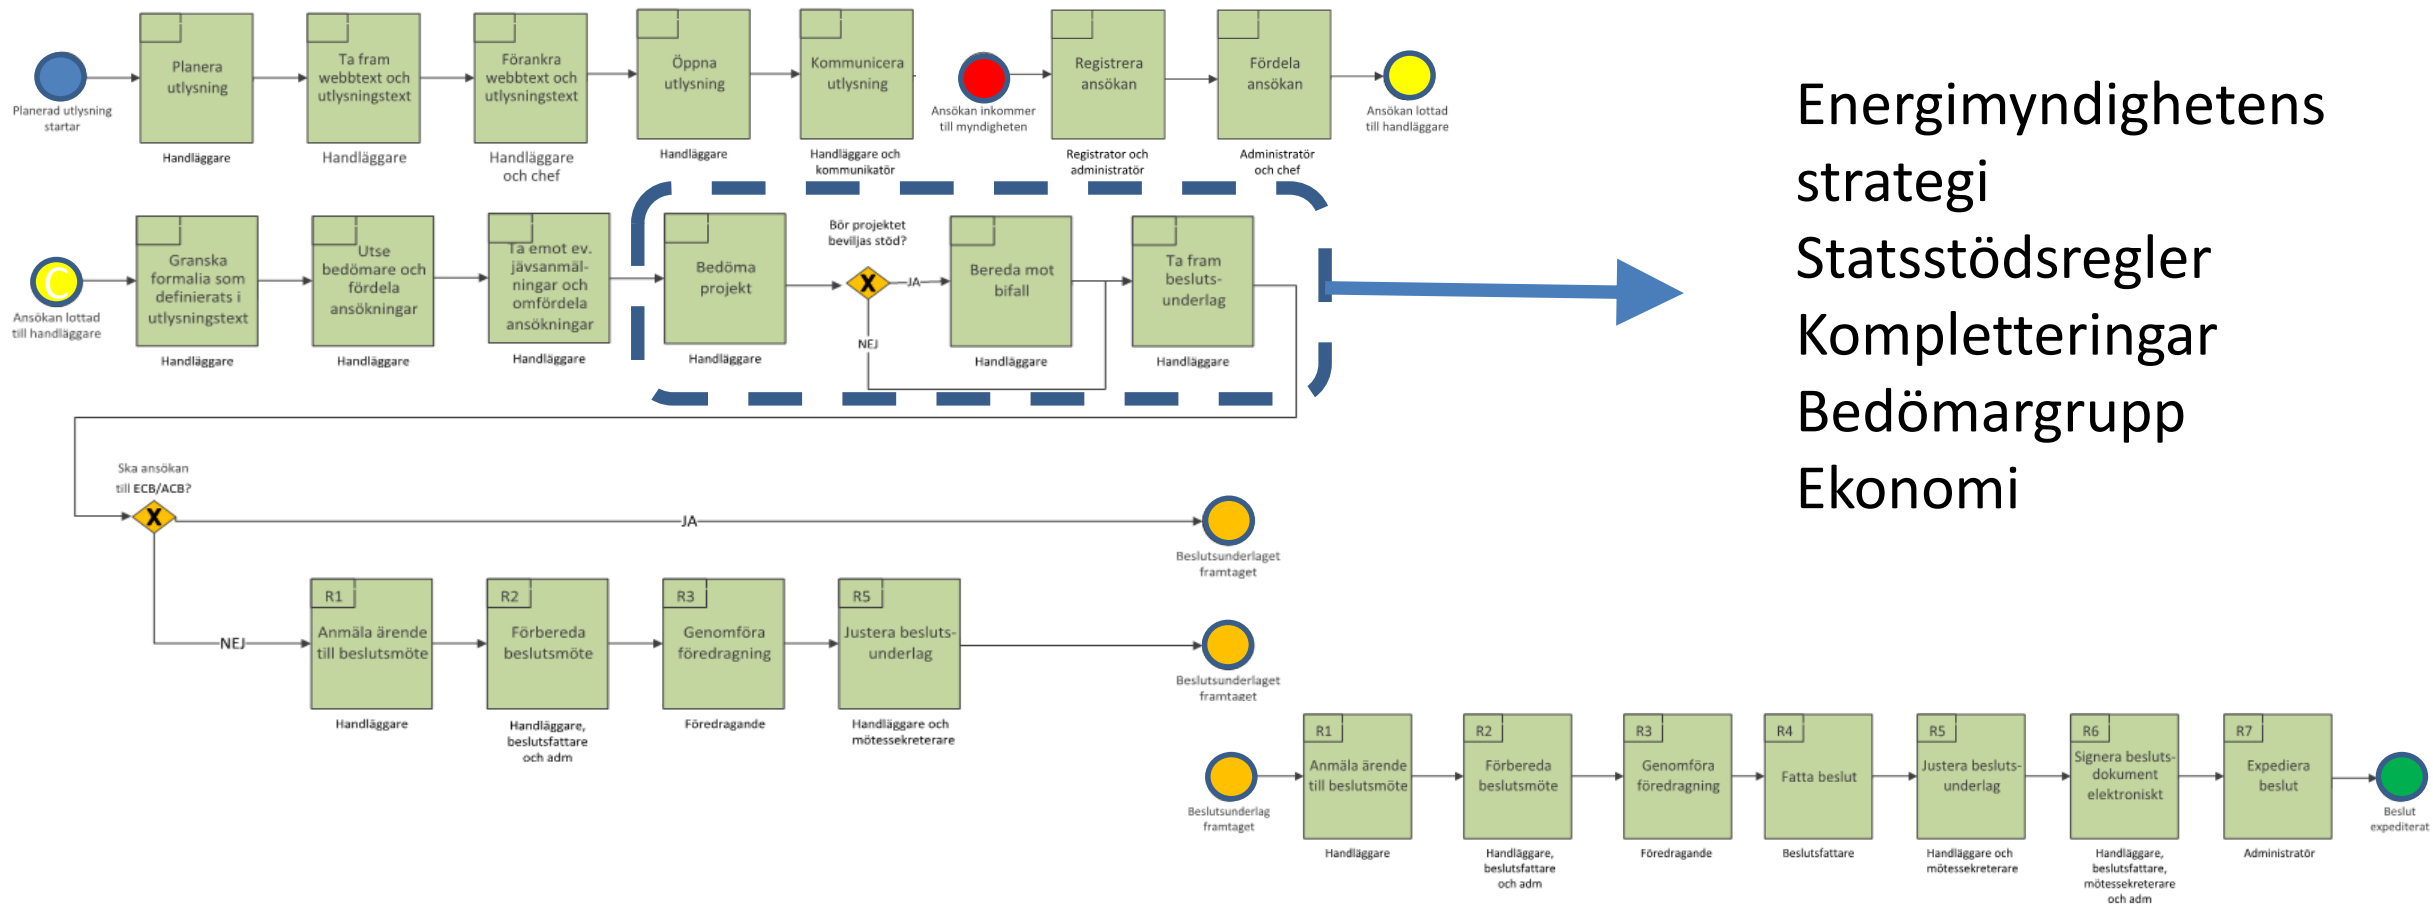 Planerad utlysning
startar
Planera
utlysning
Handläggare
Ta fram
webbtext och
utlysningstext
Handläggare
Förankra
webbtext och
utlysningstext
Handläggare
och chef
Öppna
utlysning
Handläggare
Kommunicera
utlysning
Handläggare och
kommunikatör
Ansökan inkommer
till myndigheten
Registrera
ansökan
Registrator och
administratör
Fördela
ansökan
Administratör
och chef
Ansökan lottad
till handläggare
C
Ansökan lottad
till handläggare
Granska
formalia som
definierats i
utlysningstext
Handläggare
Utse
bedömare och
fördela
ansökningar
Handläggare
Ta emot ev.
jävsanmäl-
ningar och
omfördela
ansökningar
Handläggare
Bedöma
projekt
Handläggare
Bör projektet
beviljas stöd?
X
JA
NEJ
Bereda mot
bifall
Handläggare
Ta fram
besluts-
underlag
Handläggare
Energimyndighetens
strategi
Statsstödsregler
Kompletteringar
Bedömargrupp
Ekonomi
Ska ansökan
till ECB/ACB?
X
JA
Beslutsunderlaget
framtaget
NEJ
R1
Anmäla ärende
till beslutsmöte
Handläggare
R2
Förbereda
beslutsmöte
Handläggare,
beslutsfattare
och adm
R3
Genomföra
föredragning
Föredragande
R5
Justera besluts-
underlag
Handläggare och
mötessekreterare
Beslutsunderlaget
framtaget
Beslutsunderlag
framtaget
R1
Anmäla ärende
till beslutsmöte
Handläggare
R2
Förbereda
beslutsmöte
Handläggare,
beslutsfattare
och adm
R3
Genomföra
föredragning
Föredragande
R4
Fatta beslut
Beslutsfattare
R5
Justera besluts-
underlag
Handläggare och
mötessekreterare
R6
Signera besluts-
dokument
elektroniskt
Handläggare,
beslutsfattare,
mötessekreterare
och adm
R7
Expediera
beslut
Administratör
Beslut
expediterat